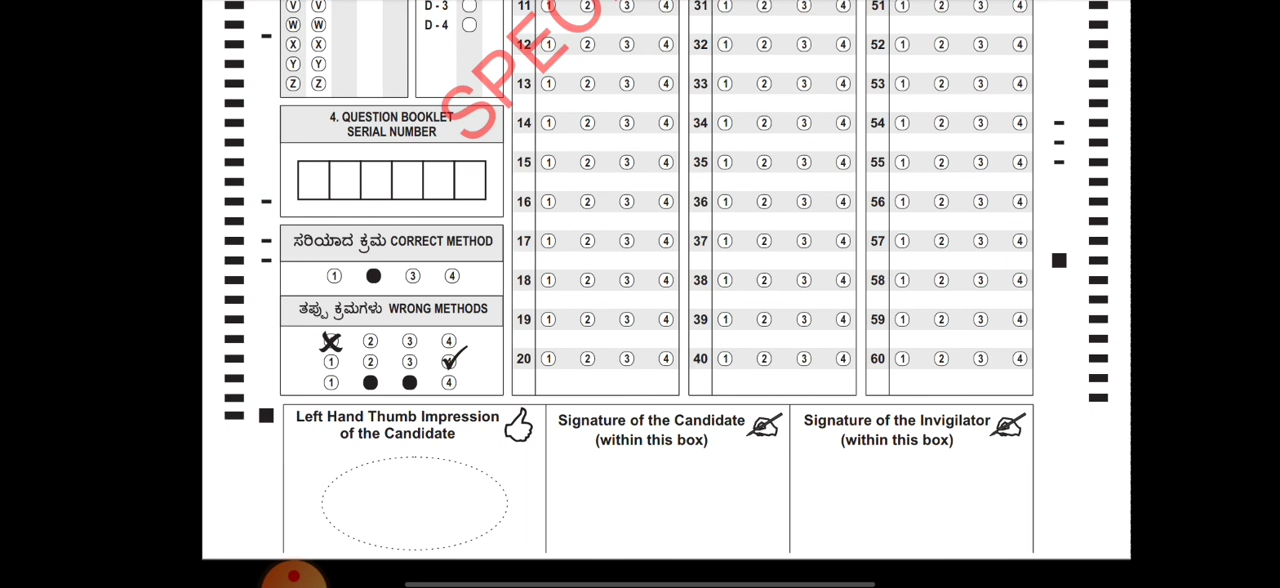 V V
W W
X X
Y Y
Z Z
D - 3
D - 4
4. QUESTION BOOKLET
SERIAL NUMBER
ಸರಿಯಾದ ಕ್ರಮ CORRECT METHOD
1 3 4
ತಪ್ಪು ಕ್ರಮಗಳು WRONG METHODS
2 3 4
1 2 3
1 4
11 1 2 3 4
12 1 2 3 4
13 1 2 3 4
14 1 2 3 4
15 1 2 3 4
16 1 2 3 4
17 1 2 3 4
18 1 2 3 4
19 1 2 3 4
20 1 2 3 4
31 1 2 3 4
32 1 2 3 4
33 1 2 3 4
34 1 2 3 4
35 1 2 3 4
36 1 2 3 4
37 1 2 3 4
38 1 2 3 4
39 1 2 3 4
40 1 2 3 4
51 1 2 3 4
52 1 2 3 4
53 1 2 3 4
54 1 2 3 4
55 1 2 3 4
56 1 2 3 4
57 1 2 3 4
58 1 2 3 4
59 1 2 3 4
60 1 2 3 4
Left Hand Thumb Impression
of the Candidate
Signature of the Candidate
(within this box)
Signature of the Invigilator
(within this box)